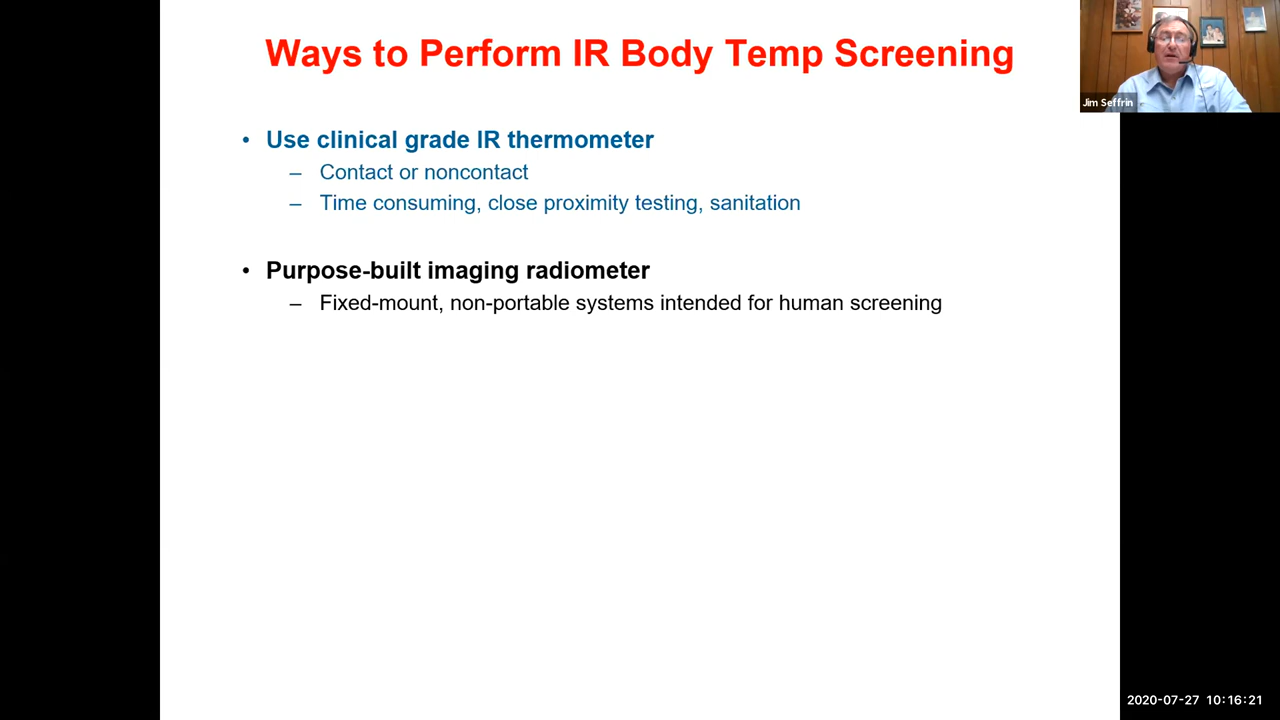 Ways to Perform IR Body Temp Screening
Jim Seffrin
• Use clinical grade IR thermometer
– Contact or noncontact
– Time consuming, close proximity testing, sanitation
• Purpose-built imaging radiometer
– Fixed-mount, non-portable systems intended for human screening
2020-07-27 10:16:21